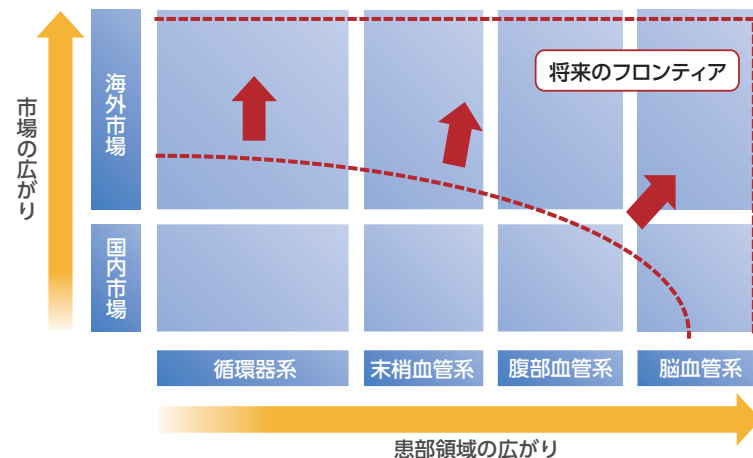 市場の広がり
海外市場
国内市場
将来のフロンティア
循環器系
末梢血管系
腹部血管系
脳血管系
患部領域の広がり